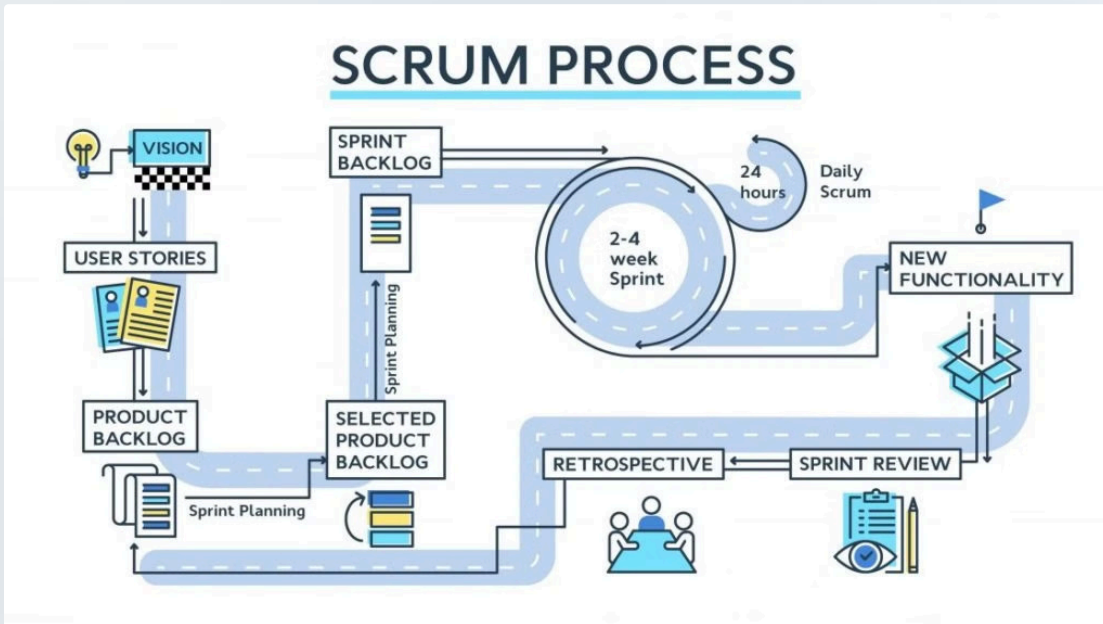 SCRUM PROCESS
VISION
USER STORIES
PRODUCT
BACKLOG
Sprint Planning
SELECTED
PRODUCT
BACKLOG
Sprint Planning
SPRINT
BACKLOG
2-4
week
Sprint
24
hours
Daily
Scrum
NEW
FUNCTIONALITY
SPRINT REVIEW
RETROSPECTIVE